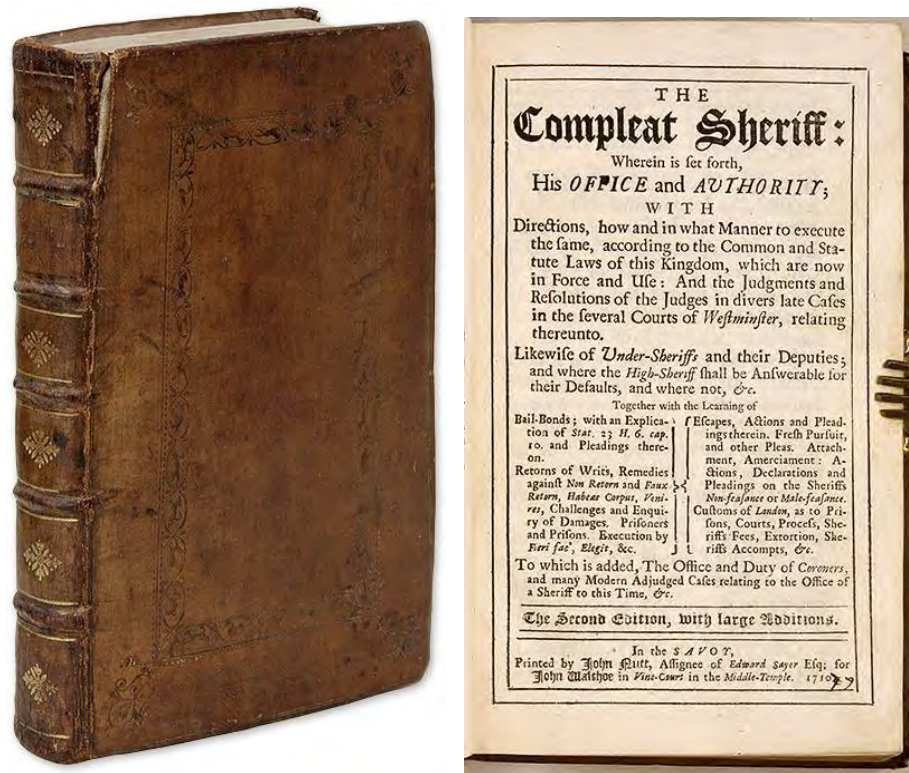 THE
Compleat Sheriff:
Wherein is ſet forth,
His OFFICE and AUTHORITY;
WITH
Directions, how and in what Manner to execute
the ſame, according to the Common and Sta-
tute Laws of this Kingdom, which are now
in Force and Uſe: And the Judgments and
Reſolutions of the Judges in divers late Caſes
in the ſeveral Courts of Weſtminſter, relating
thereunto.
Likewiſe of Under-Sheriffs and their Deputies;
and where the High-Sheriff ſhall be Anſwerable for
their Defaults, and where not, &c.
Together with the Learning of
Bail-Bonds; with an Explica-
tion of Stat. 23 H. 6. cap.
10. and Pleadings there-
on.
Retorns of Writs, Remedies
againſt Non Retorn and Faux
Retorn, Habeas Corpus, Veni-
res, Challenges and Enqui-
ry of Damages. Priſoners
and Priſons. Execution by
Fieri fac', Elegit, &c.
Eſcapes, Actions and Plead-
ings therein. Freſh Purſuit,
and other Pleas. Attach-
ment, Amerciament: A-
ctions, Declarations and
Pleadings on the Sheriffs
Non-feaſance or Male-feaſance.
Cuſtoms of London, as to Pri-
ſons, Courts, Proceſs, She-
riffs Fees, Extortion, She-
riffs Accompts, &c.
To which is added, The Office and Duty of Coroners,
and many Modern Adjudged Caſes relating to the Office of
a Sheriff to this Time, &c.
The Second Edition, with large Additions.
In the SAVOY,
Printed by John Nutt, Aſſignee of Edward Sayer Eſq; for
John Walthoe in Vine-Court in the Middle-Temple. 1710